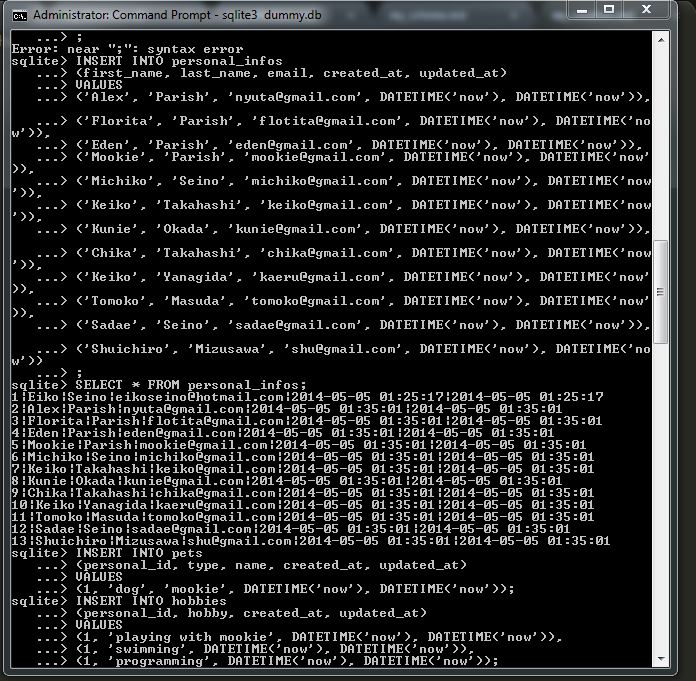 Administrator: Command Prompt - sqlite3 dummy.db
...> ;
Error: near ";": syntax error
sqlite> INSERT INTO personal_infos
...> (first_name, last_name, email, created_at, updated_at)
...> VALUES
...> ('Alex', 'Parish', 'nyuta@gmail.com', DATETIME('now'), DATETIME('now')),
...> ('Florita', 'Parish', 'flotita@gmail.com', DATETIME('now'), DATETIME('no
w')),
...> ('Eden', 'Parish', 'eden@gmail.com', DATETIME('now'), DATETIME('now')),
...> ('Mookie', 'Parish', 'mookie@gmail.com', DATETIME('now'), DATETIME('now'
)),
...> ('Michiko', 'Seino', 'michiko@gmail.com', DATETIME('now'), DATETIME('now
')),
...> ('Keiko', 'Takahashi', 'keiko@gmail.com', DATETIME('now'), DATETIME('now
')),
...> ('Kunie', 'Okada', 'kunie@gmail.com', DATETIME('now'), DATETIME('now')),
...> ('Chika', 'Takahashi', 'chika@gmail.com', DATETIME('now'), DATETIME('now
')),
...> ('Keiko', 'Yanagida', 'kaeru@gmail.com', DATETIME('now'), DATETIME('now'
)),
...> ('Tomoko', 'Masuda', 'tomoko@gmail.com', DATETIME('now'), DATETIME('now'
)),
...> ('Sadae', 'Seino', 'sadae@gmail.com', DATETIME('now'), DATETIME('now')),
...> ('Shuichiro', 'Mizusawa', 'shu@gmail.com', DATETIME('now'), DATETIME('no
w'))
...> ;
sqlite> SELECT * FROM personal_infos;
1|Eiko|Seino|eikoseino@hotmail.com|2014-05-05 01:25:17|2014-05-05 01:25:17
2|Alex|Parish|nyuta@gmail.com|2014-05-05 01:35:01|2014-05-05 01:35:01
3|Florita|Parish|flotita@gmail.com|2014-05-05 01:35:01|2014-05-05 01:35:01
4|Eden|Parish|eden@gmail.com|2014-05-05 01:35:01|2014-05-05 01:35:01
5|Mookie|Parish|mookie@gmail.com|2014-05-05 01:35:01|2014-05-05 01:35:01
6|Michiko|Seino|michiko@gmail.com|2014-05-05 01:35:01|2014-05-05 01:35:01
7|Keiko|Takahashi|keiko@gmail.com|2014-05-05 01:35:01|2014-05-05 01:35:01
8|Kunie|Okada|kunie@gmail.com|2014-05-05 01:35:01|2014-05-05 01:35:01
9|Chika|Takahashi|chika@gmail.com|2014-05-05 01:35:01|2014-05-05 01:35:01
10|Keiko|Yanagida|kaeru@gmail.com|2014-05-05 01:35:01|2014-05-05 01:35:01
11|Tomoko|Masuda|tomoko@gmail.com|2014-05-05 01:35:01|2014-05-05 01:35:01
12|Sadae|Seino|sadae@gmail.com|2014-05-05 01:35:01|2014-05-05 01:35:01
13|Shuichiro|Mizusawa|shu@gmail.com|2014-05-05 01:35:01|2014-05-05 01:35:01
sqlite> INSERT INTO pets
...> (personal_id, type, name, created_at, updated_at)
...> VALUES
...> (1, 'dog', 'mookie', DATETIME('now'), DATETIME('now'));
sqlite> INSERT INTO hobbies
...> (personal_id, hobby, created_at, updated_at)
...> VALUES
...> (1, 'playing with mookie', DATETIME('now'), DATETIME('now')),
...> (1, 'swimming', DATETIME('now'), DATETIME('now')),
...> (1, 'programming', DATETIME('now'), DATETIME('now'));